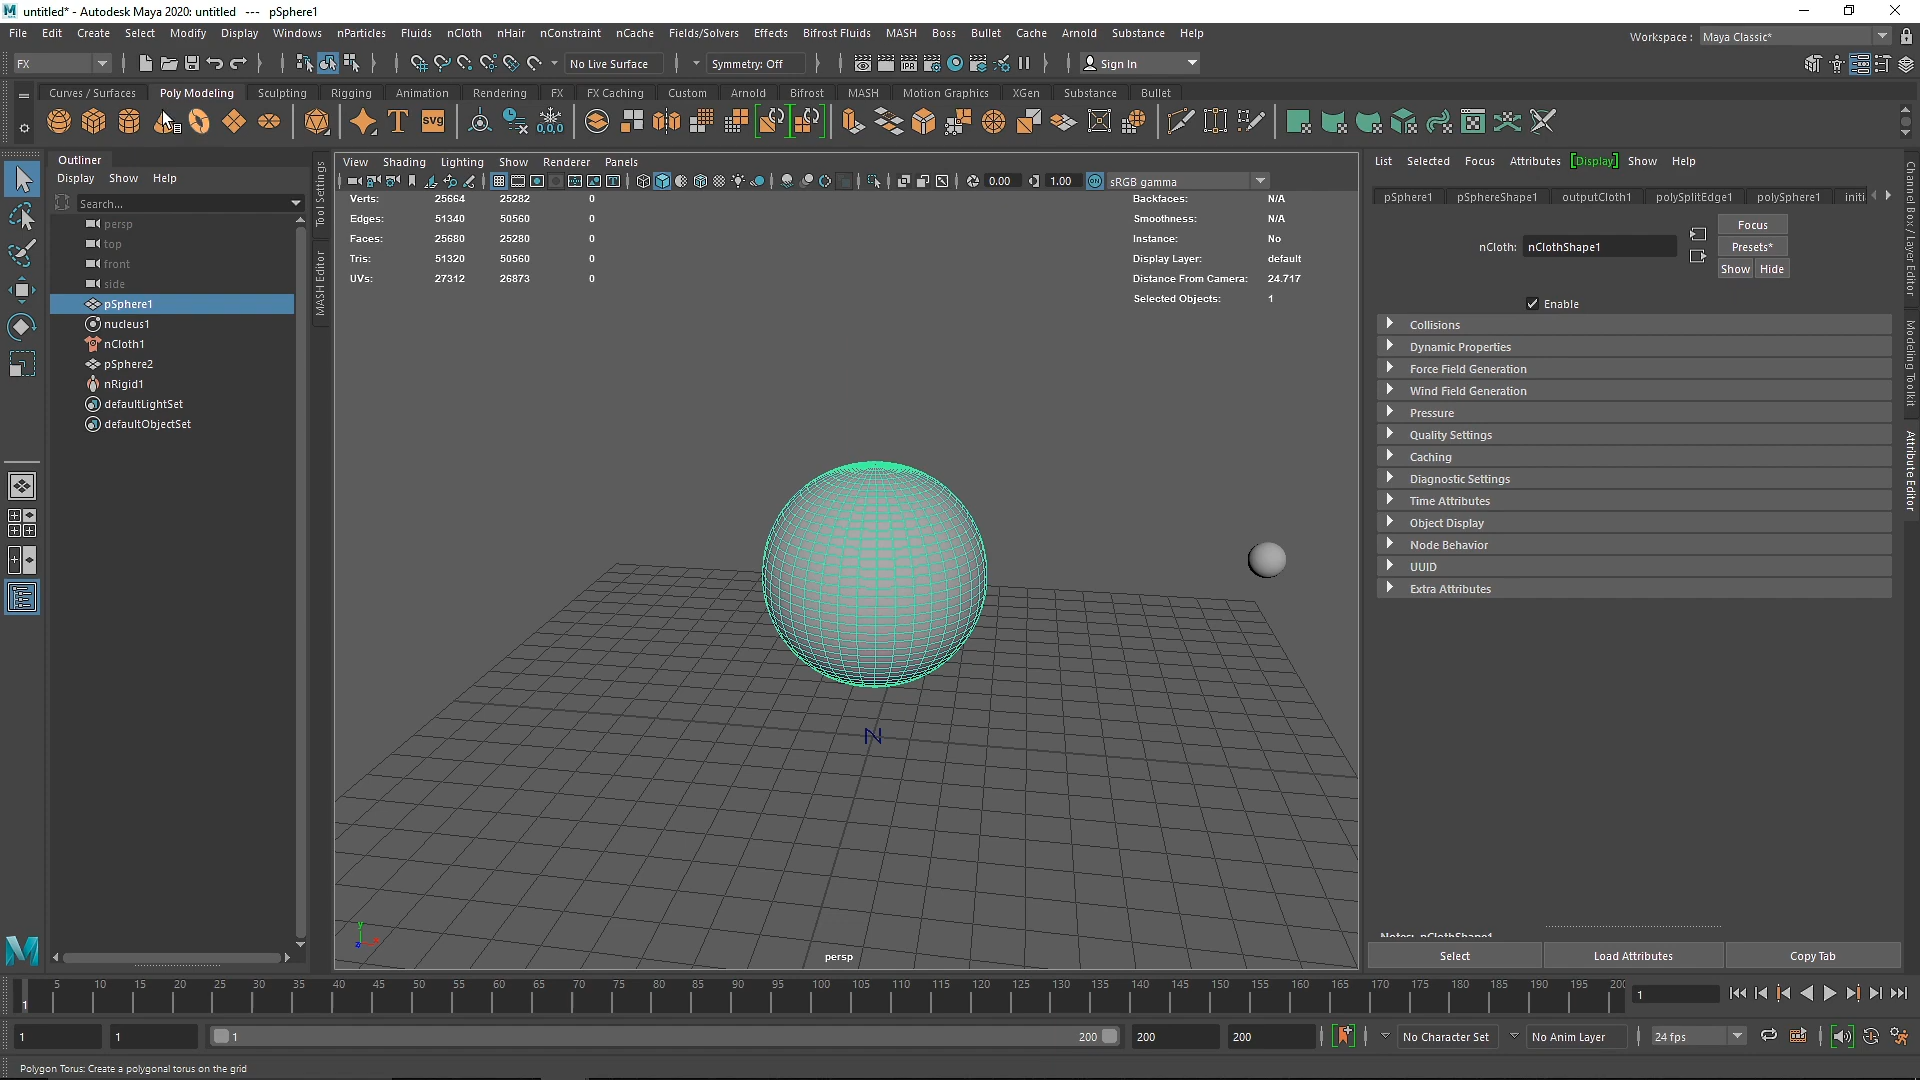 untitled* - Autodesk Maya 2020: untitled   ---   pSphere1
File Edit Create Select Modify Display Windows nParticles Fluids nCloth nHair nConstraint nCache Fields/Solvers Effects Bifrost Fluids MASH Boss Bullet Cache Arnold Substance Help
Workspace : Maya Classic*
FX No Live Surface Symmetry: Off Sign In
Curves / Surfaces Poly Modeling Sculpting Rigging Animation Rendering FX FX Caching Custom Arnold Bifrost MASH Motion Graphics XGen Substance Bullet
T SVG 0,0,0
Outliner
Display Show Help
Search...
persp
top
front
side
pSphere1
nucleus1
nCloth1
pSphere2
nRigid1
defaultLightSet
defaultObjectSet
Tool Settings
MASH Editor
View Shading Lighting Show Renderer Panels
0.00 1.00 ON sRGB gamma
Verts: 25664 25282 0
Edges: 51340 50560 0
Faces: 25680 25280 0
Tris: 51320 50560 0
UVs: 27312 26873 0
Backfaces: N/A
Smoothness: N/A
Instance: No
Display Layer: default
Distance From Camera: 24.717
Selected Objects: 1
N
y
z
persp
List Selected Focus Attributes Display Show Help
pSphere1 pSphereShape1 outputCloth1 polySplitEdge1 polySphere1 initi
nCloth: nClothShape1
Focus
Presets*
Show Hide
Enable
Collisions
Dynamic Properties
Force Field Generation
Wind Field Generation
Pressure
Quality Settings
Caching
Diagnostic Settings
Time Attributes
Object Display
Node Behavior
UUID
Extra Attributes
Notes: nClothShape1
Select Load Attributes Copy Tab
Channel Box / Layer Editor
Modeling Toolkit
Attribute Editor
1 5 10 15 20 25 30 35 40 45 50 55 60 65 70 75 80 85 90 95 100 105 110 115 120 125 130 135 140 145 150 155 160 165 170 175 180 185 190 195 200 1
1 1 1 200 200 200 No Character Set No Anim Layer 24 fps
Polygon Torus: Create a polygonal torus on the grid